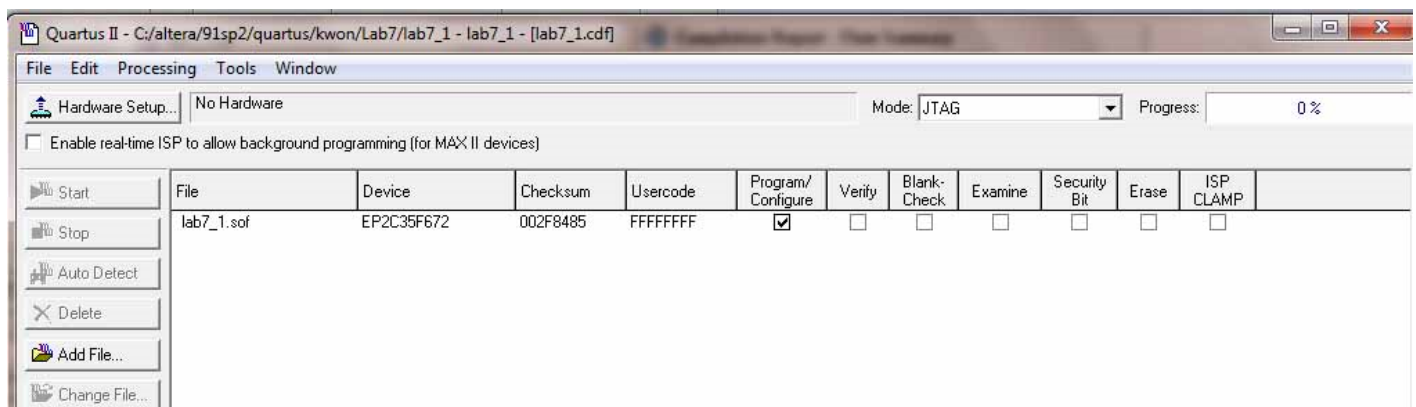 Quartus II - C:/altera/91sp2/quartus/kwon/Lab7/lab7_1 - lab7_1 - [lab7_1.cdf]
File Edit Processing Tools Window
Hardware Setup... No Hardware Mode: JTAG Progress: 0 %
Enable real-time ISP to allow background programming (for MAX II devices)
Start
Stop
Auto Detect
Delete
Add File...
Change File...
File Device Checksum Usercode Program/ Configure Verify Blank- Check Examine Security Bit Erase ISP CLAMP
lab7_1.sof EP2C35F672 002F8485 FFFFFFFF